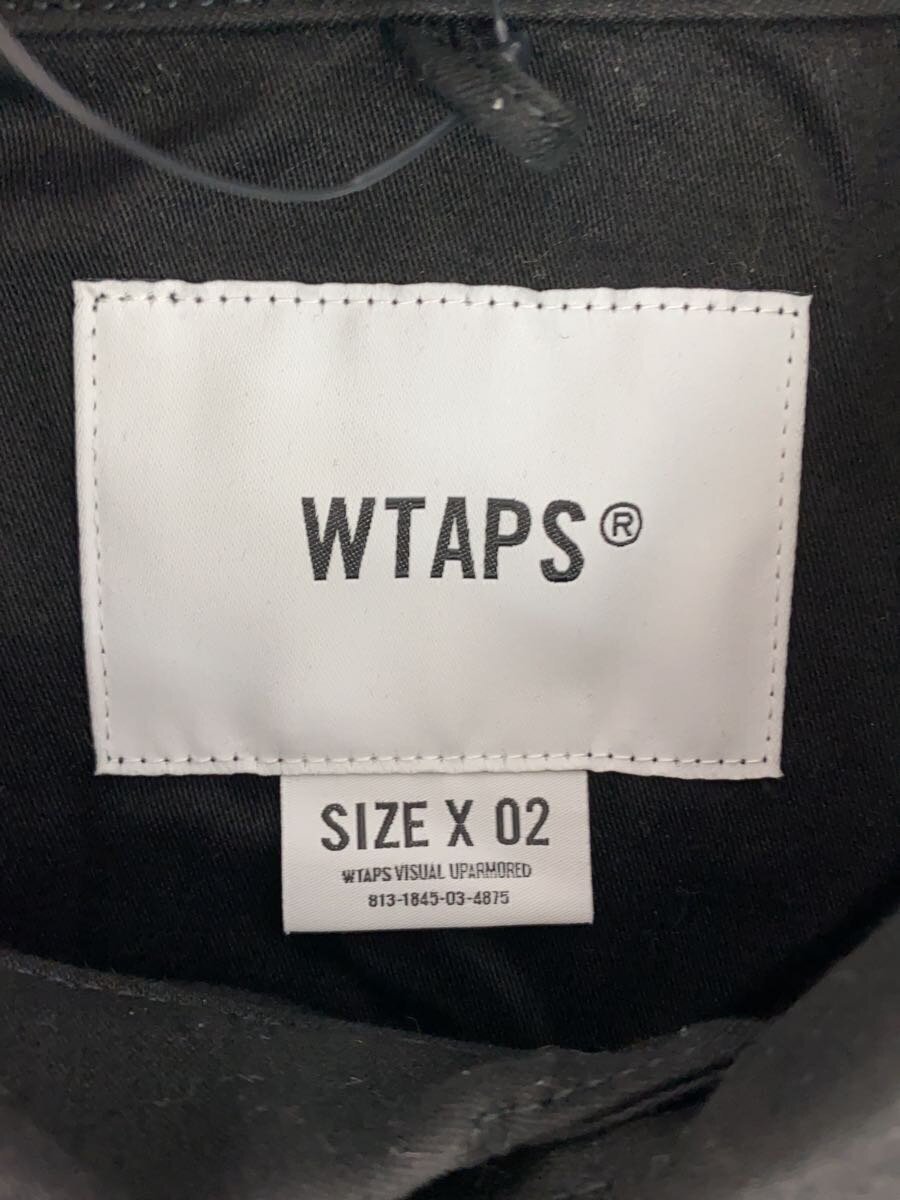 WTAPS®
SIZE X 02
WTAPS VISUAL UPARMORED
813-1845-03-4875